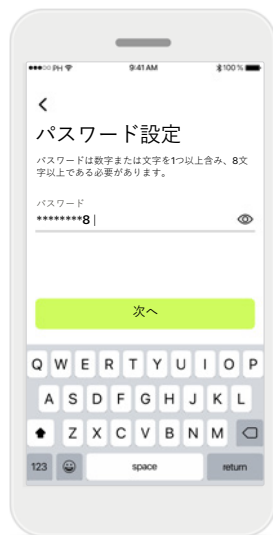 ●●●○○ PH 9:41 AM 100 %
パスワード設定
パスワードは数字または文字を1つ以上含み、8文
字以上である必要があります。
パスワード
********8|
次へ
Q W E R T Y U I O P
A S D F G H J K L
Z X C V B N M
123 space return